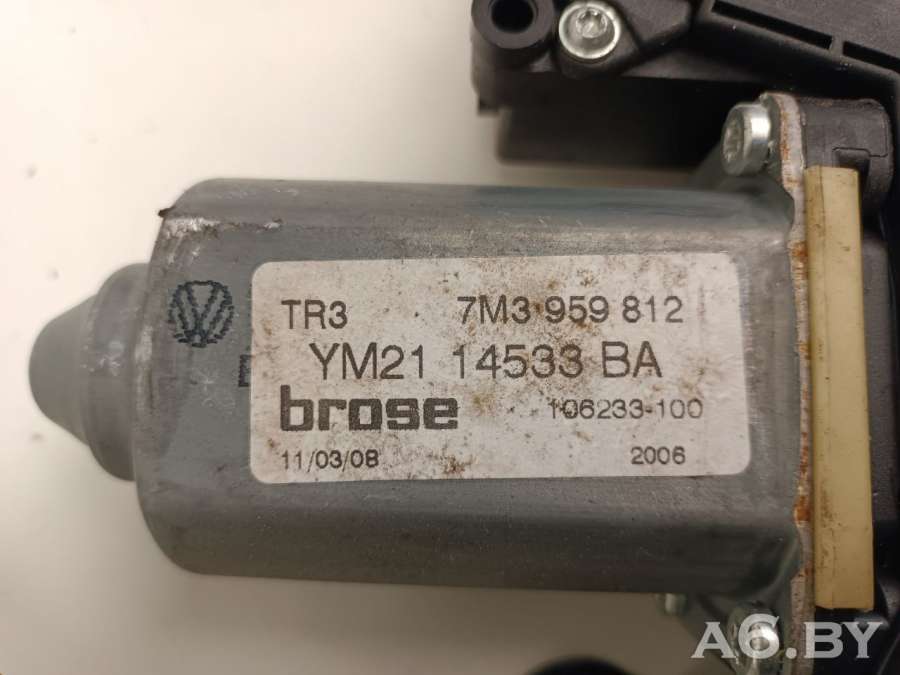 TR3 7M3 959 812
YM21 14533 BA
brose 106233-100
11/03/08 2006
A6.BY